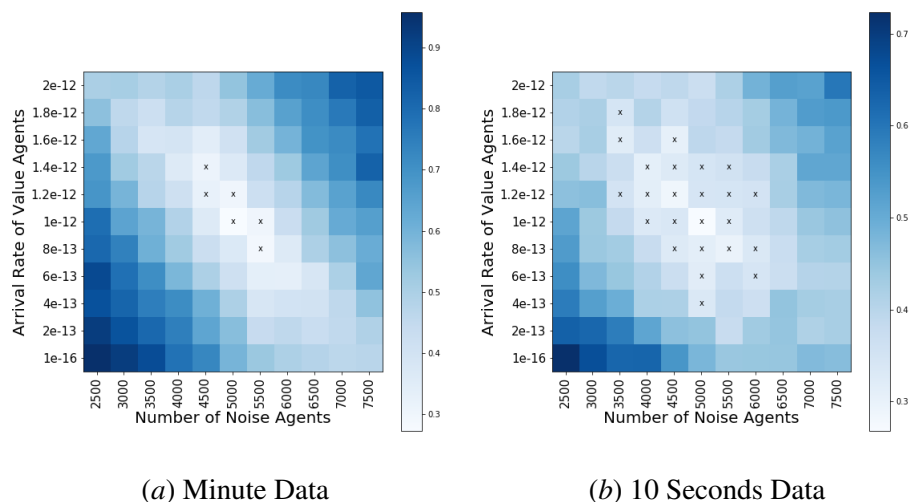 Arrival Rate of Value Agents
2e-12
1.8e-12
1.6e-12
1.4e-12
1.2e-12
1e-12
8e-13
6e-13
4e-13
2e-13
1e-16
x
x x
x x
x
2500 3000 3500 4000 4500 5000 5500 6000 6500 7000 7500
Number of Noise Agents
0.9
0.8
0.7
0.6
0.5
0.4
0.3
(a) Minute Data
Arrival Rate of Value Agents
2e-12
1.8e-12
1.6e-12
1.4e-12
1.2e-12
1e-12
8e-13
6e-13
4e-13
2e-13
1e-16
x
x x
x x x x
x x x x x
x x x x
x x x x
x x
x
2500 3000 3500 4000 4500 5000 5500 6000 6500 7000 7500
Number of Noise Agents
0.7
0.6
0.5
0.4
0.3
(b) 10 Seconds Data